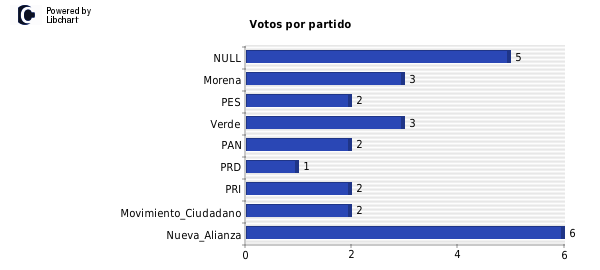 Powered by
Libchart
Votos por partido
NULL 5
Morena 3
PES 2
Verde 3
PAN 2
PRD 1
PRI 2
Movimiento_Ciudadano 2
Nueva_Alianza 6
0 2 4 6